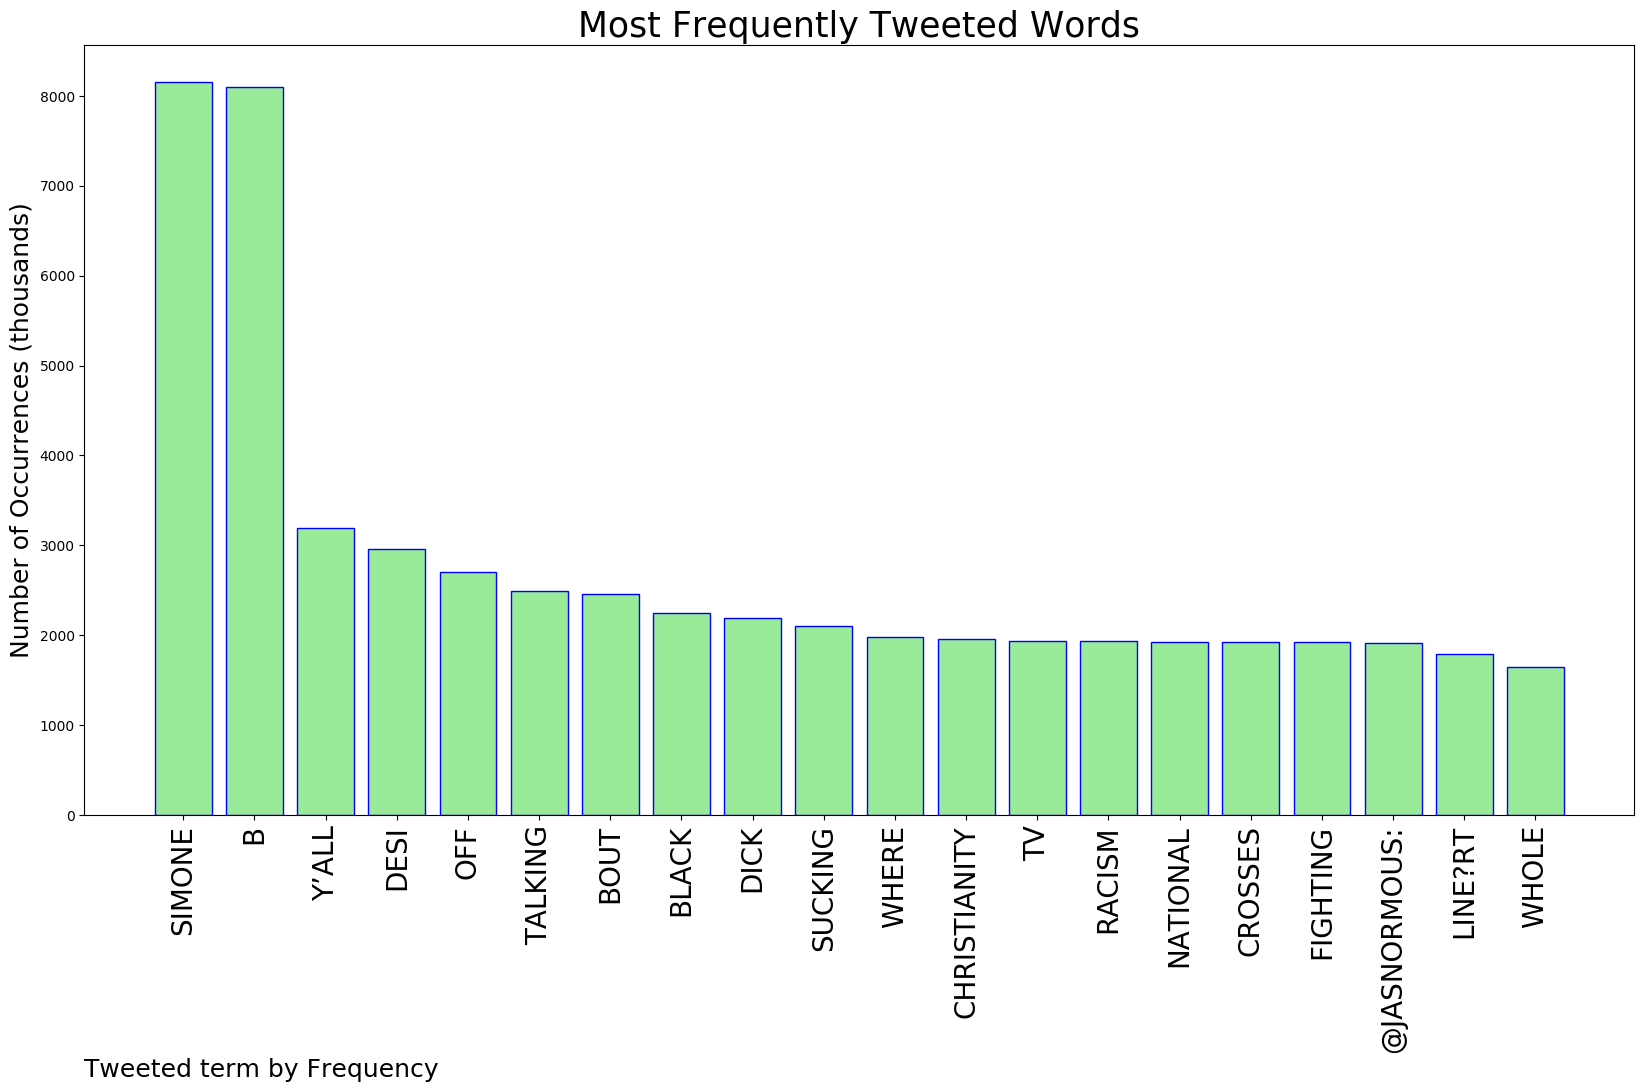 Most Frequently Tweeted Words
Number of Occurrences (thousands)
8000
7000
6000
5000
4000
3000
2000
1000
0
SIMONE
B
Y’ALL
DESI
OFF
TALKING
BOUT
BLACK
DICK
SUCKING
WHERE
CHRISTIANITY
TV
RACISM
NATIONAL
CROSSES
FIGHTING
@JASNORMOUS:
LINE?RT
WHOLE
Tweeted term by Frequency